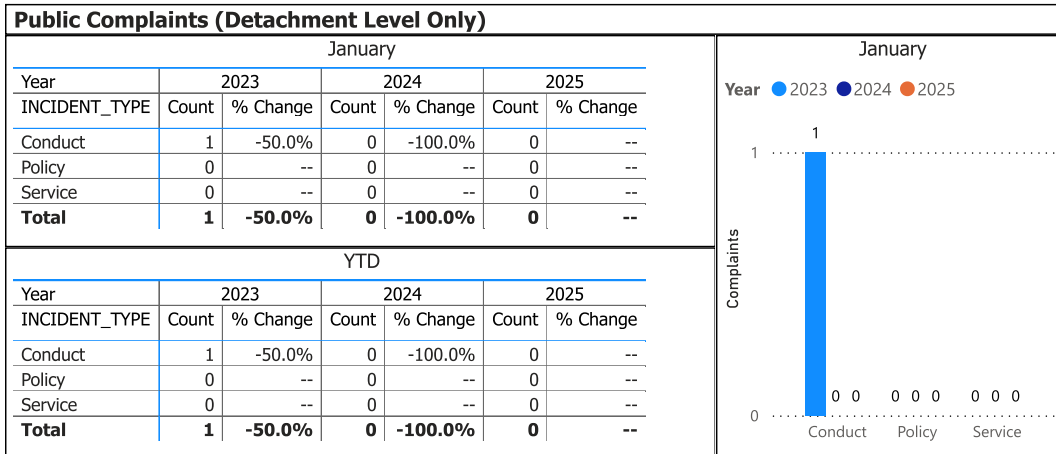 Public Complaints (Detachment Level Only)
January
Year 2023 2024 2025
INCIDENT_TYPE Count % Change Count % Change Count % Change
Conduct 1 -50.0% 0 -100.0% 0 --
Policy 0 -- 0 -- 0 --
Service 0 -- 0 -- 0 --
Total 1 -50.0% 0 -100.0% 0 --
YTD
Year 2023 2024 2025
INCIDENT_TYPE Count % Change Count % Change Count % Change
Conduct 1 -50.0% 0 -100.0% 0 --
Policy 0 -- 0 -- 0 --
Service 0 -- 0 -- 0 --
Total 1 -50.0% 0 -100.0% 0 --
January
Year 2023 2024 2025
1
1
Complaints
0 0 0 0 0 0 0 0
0
Conduct Policy Service